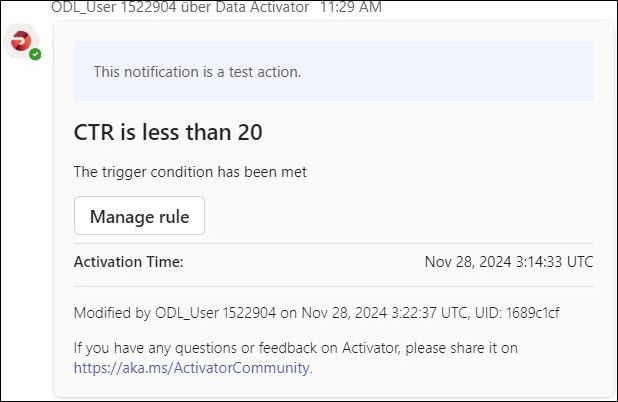 ODL_User 1522904 über Data Activator 11:29 AM
This notification is a test action.
CTR is less than 20
The trigger condition has been met
Manage rule
Activation Time: Nov 28, 2024 3:14:33 UTC
Modified by ODL_User 1522904 on Nov 28, 2024 3:22:37 UTC, UID: 1689c1cf
If you have any questions or feedback on Activator, please share it on
https://aka.ms/ActivatorCommunity.